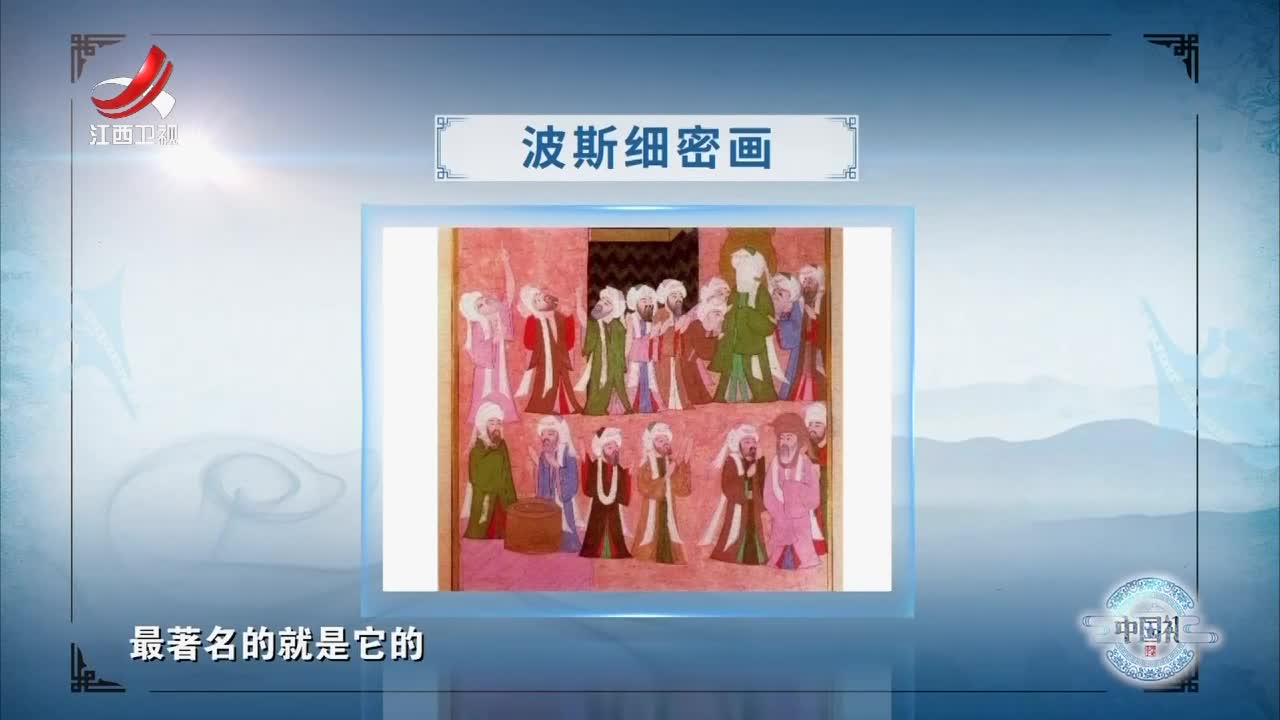 江西卫视
波斯细密画
最著名的就是它的
中国礼